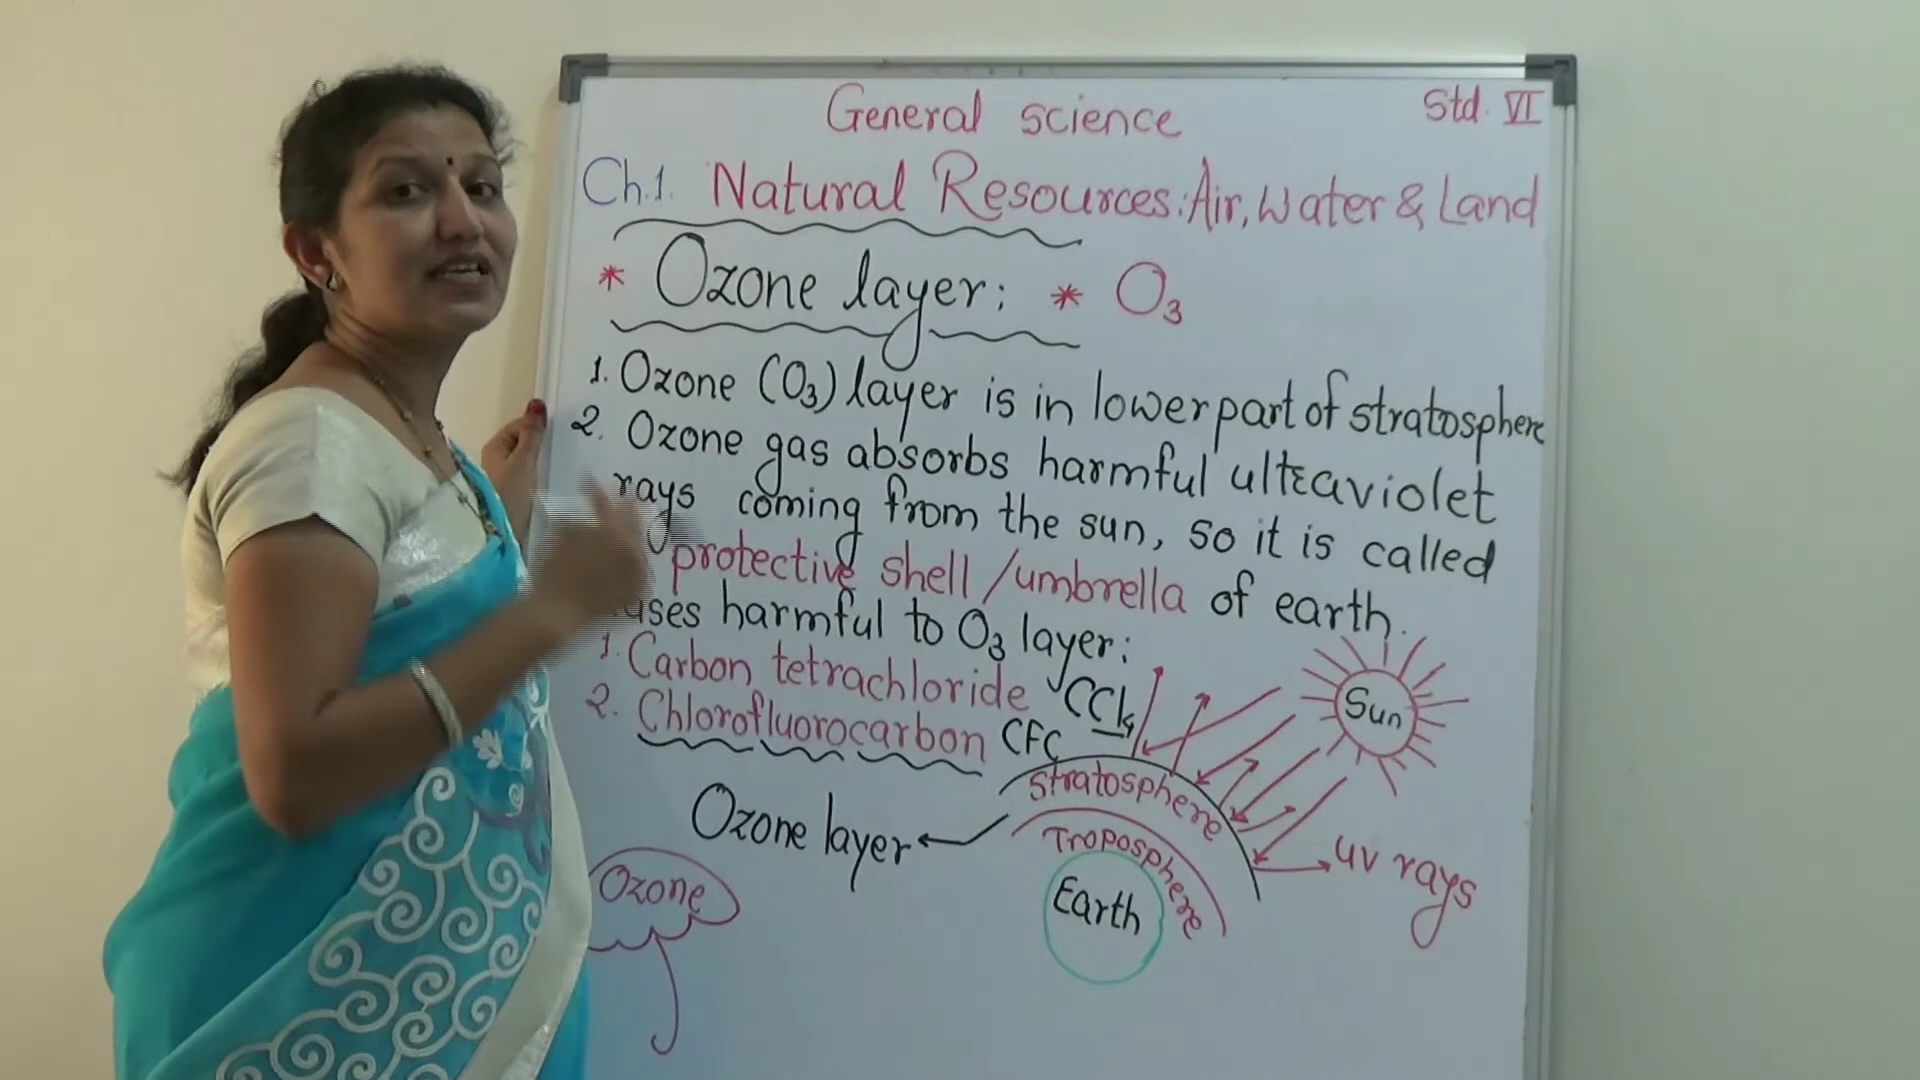 General science
Std. VI
Ch.1. Natural Resources: Air, Water & Land
* Ozone layer: * O₃
1. Ozone (O₃) layer is in lower part of stratosphere
2. Ozone gas absorbs harmful ultraviolet
rays coming from the sun, so it is called
protective shell / umbrella of earth.
harmful to O₃ layer:
1. Carbon tetrachloride CCl₄
2. Chlorofluorocarbon CFC
Sun
Stratosphere
Ozone layer
Troposphere
UV rays
Ozone
Earth